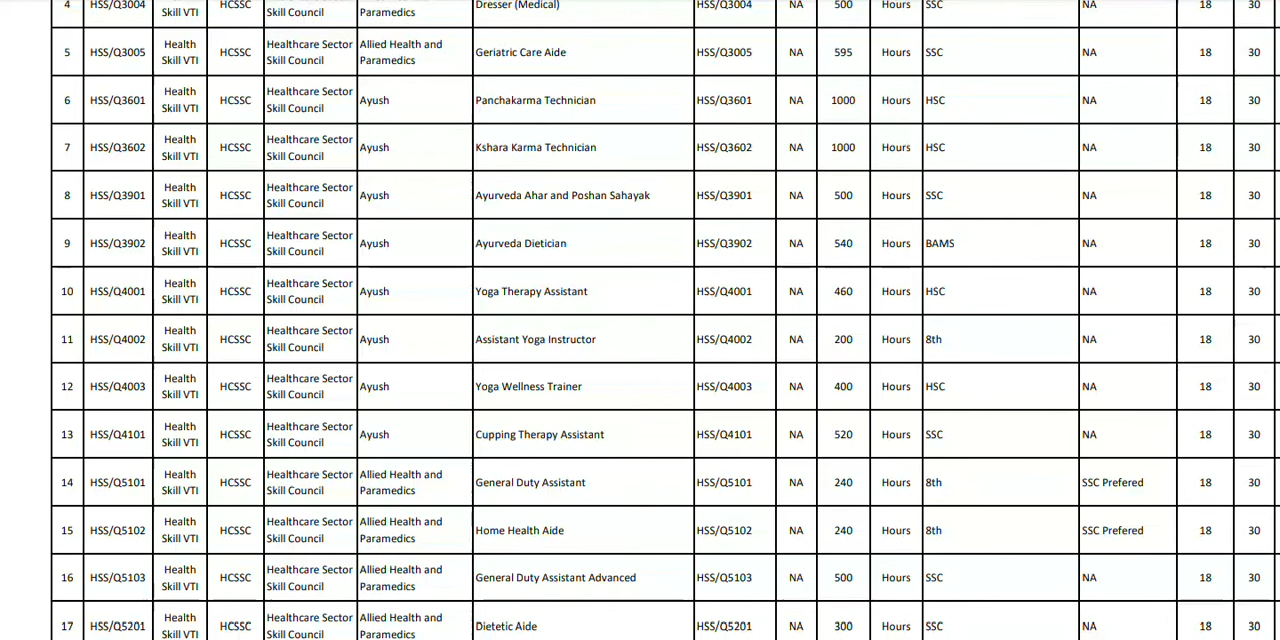 4 HSS/Q3004 Skill VTI HCSSC Skill Council Paramedics Dresser (Medical) HSS/Q3004 NA 500 Hours SSC NA 18 30
5 HSS/Q3005 Health Skill VTI HCSSC Healthcare Sector Skill Council Allied Health and Paramedics Geriatric Care Aide HSS/Q3005 NA 595 Hours SSC NA 18 30
6 HSS/Q3601 Health Skill VTI HCSSC Healthcare Sector Skill Council Ayush Panchakarma Technician HSS/Q3601 NA 1000 Hours HSC NA 18 30
7 HSS/Q3602 Health Skill VTI HCSSC Healthcare Sector Skill Council Ayush Kshara Karma Technician HSS/Q3602 NA 1000 Hours HSC NA 18 30
8 HSS/Q3901 Health Skill VTI HCSSC Healthcare Sector Skill Council Ayush Ayurveda Ahar and Poshan Sahayak HSS/Q3901 NA 500 Hours SSC NA 18 30
9 HSS/Q3902 Health Skill VTI HCSSC Healthcare Sector Skill Council Ayush Ayurveda Dietician HSS/Q3902 NA 540 Hours BAMS NA 18 30
10 HSS/Q4001 Health Skill VTI HCSSC Healthcare Sector Skill Council Ayush Yoga Therapy Assistant HSS/Q4001 NA 460 Hours HSC NA 18 30
11 HSS/Q4002 Health Skill VTI HCSSC Healthcare Sector Skill Council Ayush Assistant Yoga Instructor HSS/Q4002 NA 200 Hours 8th NA 18 30
12 HSS/Q4003 Health Skill VTI HCSSC Healthcare Sector Skill Council Ayush Yoga Wellness Trainer HSS/Q4003 NA 400 Hours HSC NA 18 30
13 HSS/Q4101 Health Skill VTI HCSSC Healthcare Sector Skill Council Ayush Cupping Therapy Assistant HSS/Q4101 NA 520 Hours SSC NA 18 30
14 HSS/Q5101 Health Skill VTI HCSSC Healthcare Sector Skill Council Allied Health and Paramedics General Duty Assistant HSS/Q5101 NA 240 Hours 8th SSC Prefered 18 30
15 HSS/Q5102 Health Skill VTI HCSSC Healthcare Sector Skill Council Allied Health and Paramedics Home Health Aide HSS/Q5102 NA 240 Hours 8th SSC Prefered 18 30
16 HSS/Q5103 Health Skill VTI HCSSC Healthcare Sector Skill Council Allied Health and Paramedics General Duty Assistant Advanced HSS/Q5103 NA 500 Hours SSC NA 18 30
17 HSS/Q5201 Health Skill VTI HCSSC Healthcare Sector Skill Council Allied Health and Paramedics Dietetic Aide HSS/Q5201 NA 300 Hours SSC NA 18 30